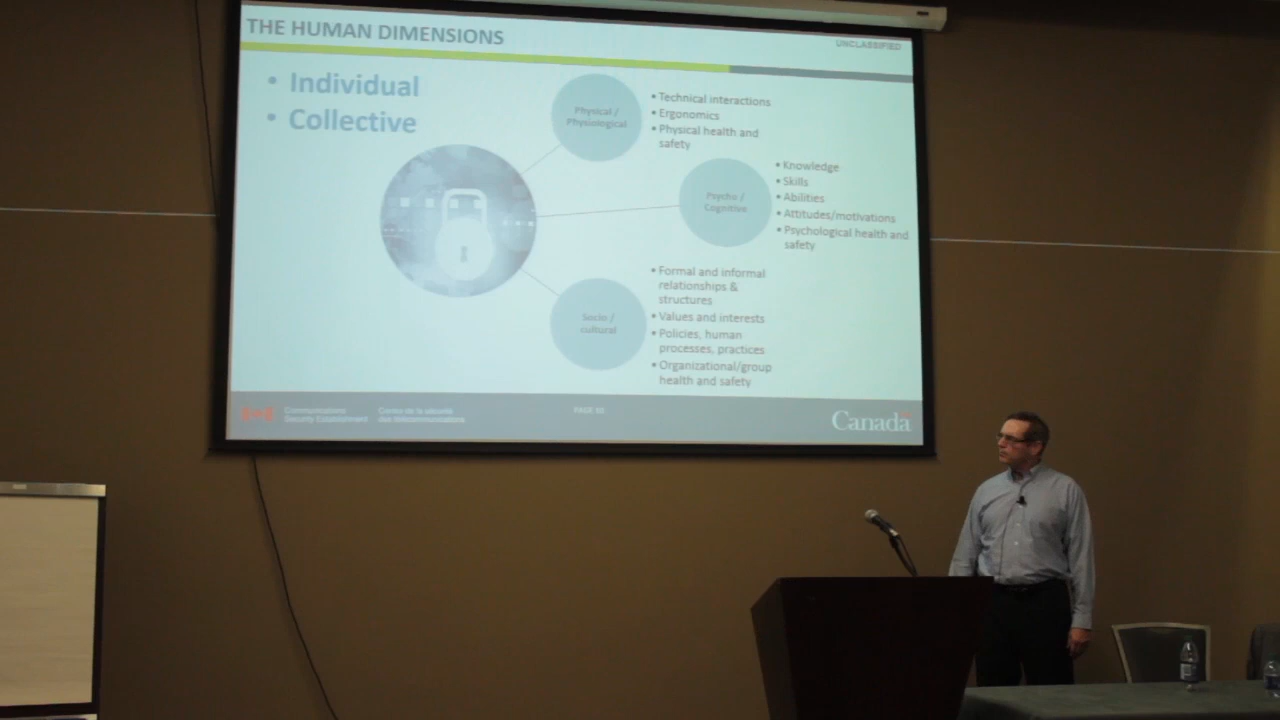 THE HUMAN DIMENSIONS
UNCLASSIFIED
• Individual
• Collective
Physical /
Physiological
• Technical interactions
• Ergonomics
• Physical health and
safety
Psycho /
Cognitive
• Knowledge
• Skills
• Abilities
• Attitudes/motivations
• Psychological health and
safety
Socio /
cultural
• Formal and informal
relationships &
structures
• Values and interests
• Policies, human
processes, practices
• Organizational/group
health and safety
Communications
Security Establishment
Centre de la sécurité
des télécommunications
PAGE
Canada